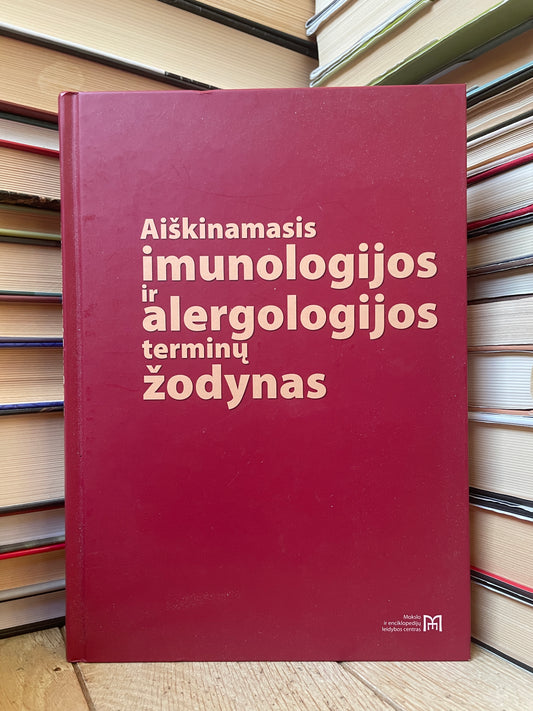 Aiškinamasis
imunologijos
ir
alergologijos
terminų
žodynas
Mokslo
ir enciklopedijų
leidybos centras